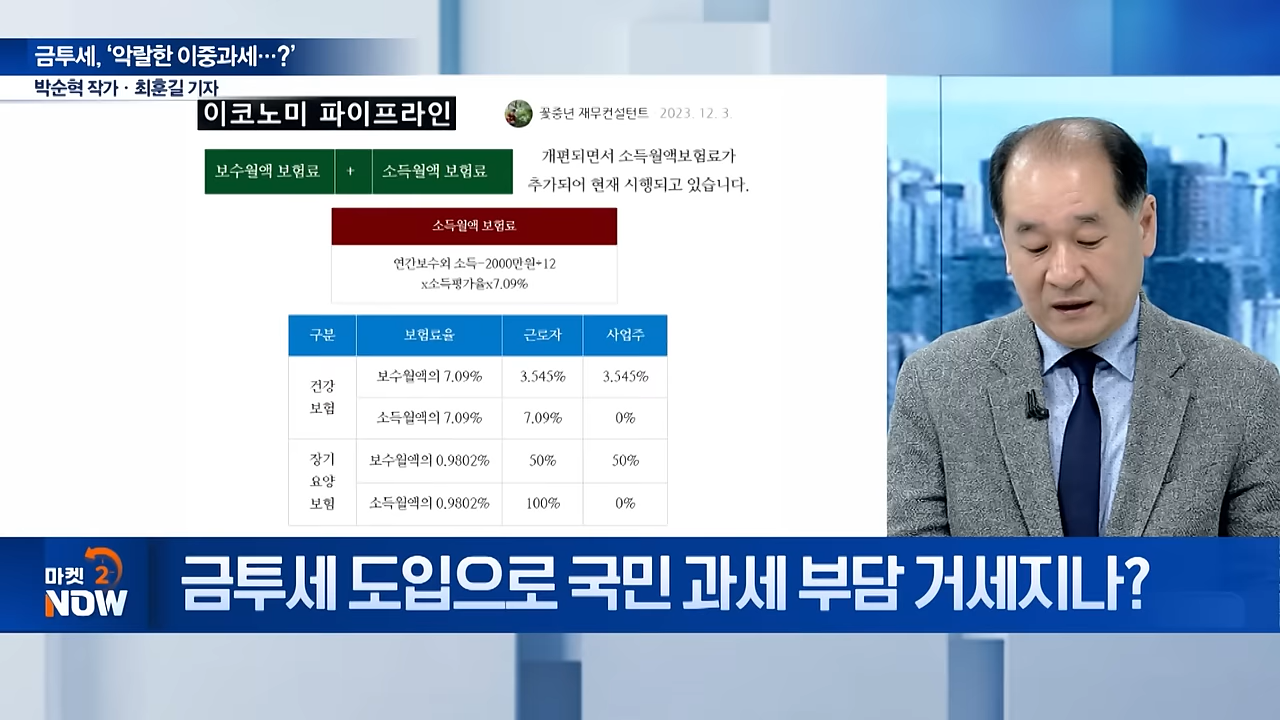 금투세, ‘악랄한 이중과세…?’
박순혁 작가· 최훈길 기자
이코노미 파이프라인
꽃중년 재무컨설턴트 2023. 12. 3.
보수월액 보험료 + 소득월액 보험료
개편되면서 소득월액보험료가
추가되어 현재 시행되고 있습니다.
소득월액 보험료
연간보수외 소득-2000만원÷12
x소득평가율x7.09%
구분 보험료율 근로자 사업주
건강
보험
보수월액의 7.09% 3.545% 3.545%
소득월액의 7.09% 7.09% 0%
장기
요양
보험
보수월액의 0.9802% 50% 50%
소득월액의 0.9802% 100% 0%
마켓 2
NOW
금투세 도입으로 국민 과세 부담 거세지나?